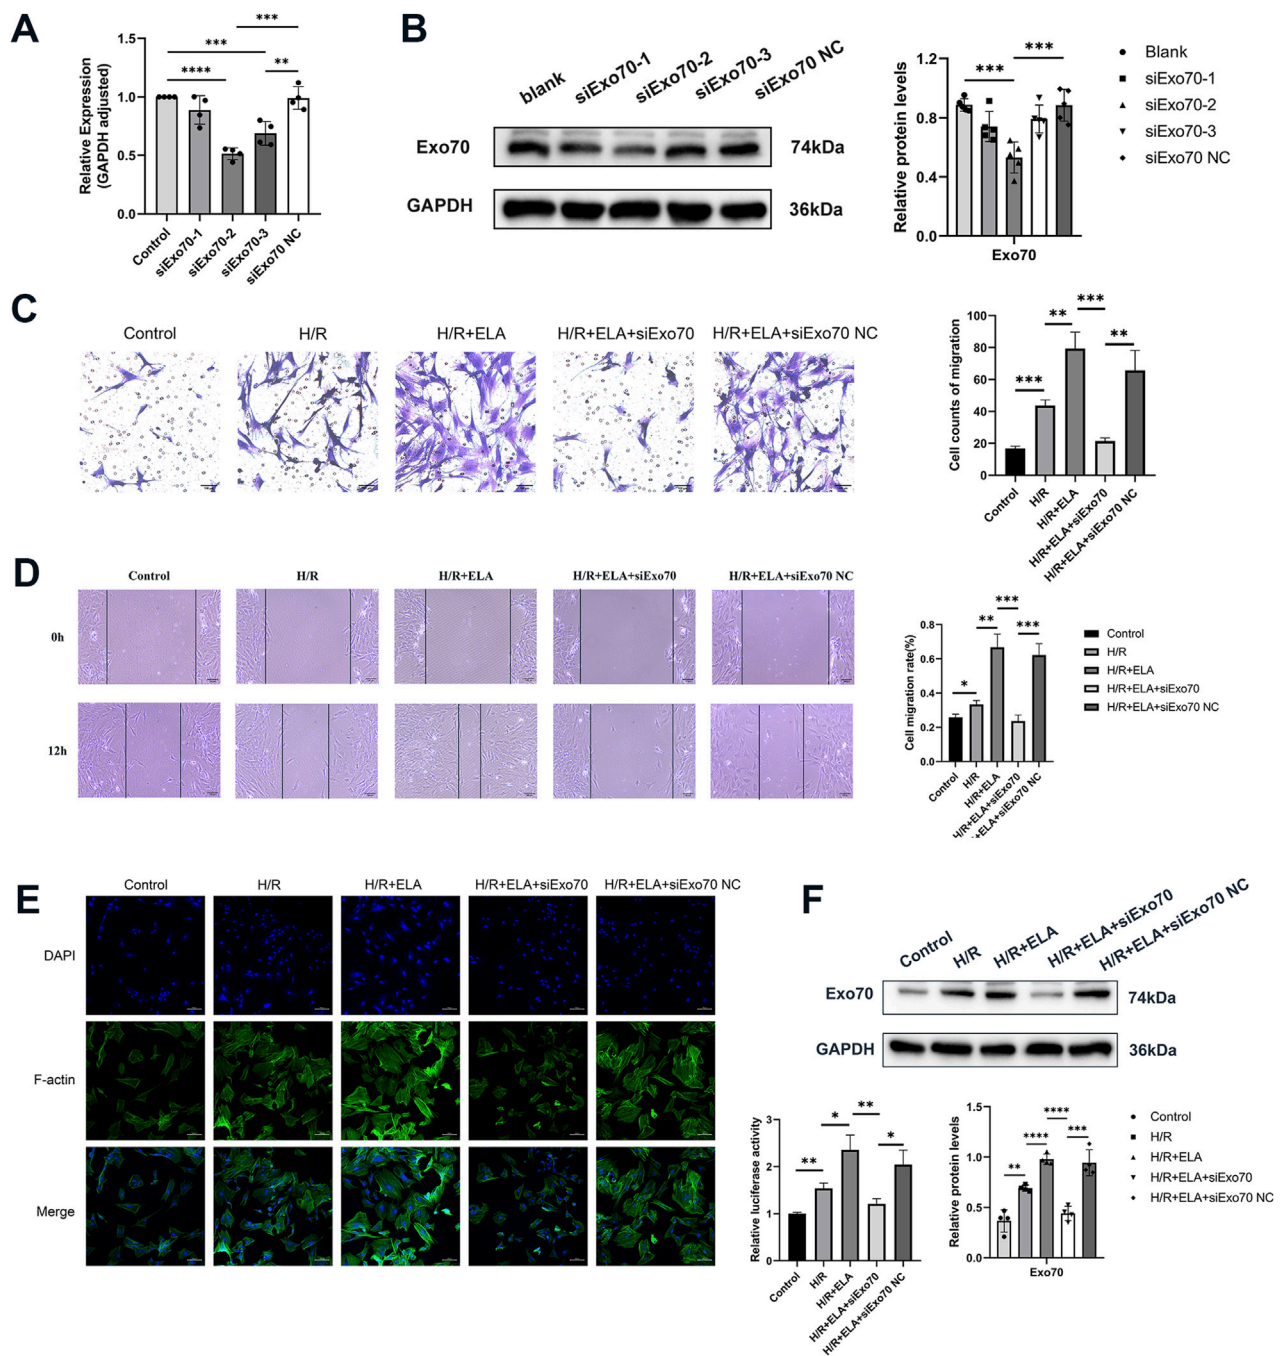 A
Relative Expression
(GAPDH adjusted)
1.5
1.0
0.5
0.0
***
***
****
**
Control
siExo70-1
siExo70-2
siExo70-3
siExo70 NC
B
blank
siExo70-1
siExo70-2
siExo70-3
siExo70 NC
Exo70
74kDa
GAPDH
36kDa
Relative protein levels
1.2
0.8
0.4
0.0
***
***
Exo70
Blank
siExo70-1
siExo70-2
siExo70-3
siExo70 NC
C
Control
H/R
H/R+ELA
H/R+ELA+siExo70
H/R+ELA+siExo70 NC
Cell counts of migration
100
80
60
40
20
0
***
**
***
**
Control
H/R
H/R+ELA
H/R+ELA+siExo70
H/R+ELA+siExo70 NC
D
Control
H/R
H/R+ELA
H/R+ELA+siExo70
H/R+ELA+siExo70 NC
0h
12h
Cell migration rate(%)
0.8
0.6
0.4
0.2
0.0
*
**
***
***
Control
H/R
H/R+ELA
H/R+ELA+siExo70
+ELA+siExo70 NC
Control
H/R
H/R+ELA
H/R+ELA+siExo70
H/R+ELA+siExo70 NC
E
Control
H/R
H/R+ELA
H/R+ELA+siExo70
H/R+ELA+siExo70 NC
DAPI
F-actin
Merge
F
Control
H/R
H/R+ELA
H/R+ELA+siExo70
H/R+ELA+siExo70 NC
Exo70
74kDa
GAPDH
36kDa
Relative luciferase activity
3
2
1
0
**
*
**
*
Control
H/R
H/R+ELA
H/R+ELA+siExo70
H/R+ELA+siExo70 NC
Relative protein levels
1.5
1.0
0.5
0.0
**
****
****
***
Exo70
Control
H/R
H/R+ELA
H/R+ELA+siExo70
H/R+ELA+siExo70 NC